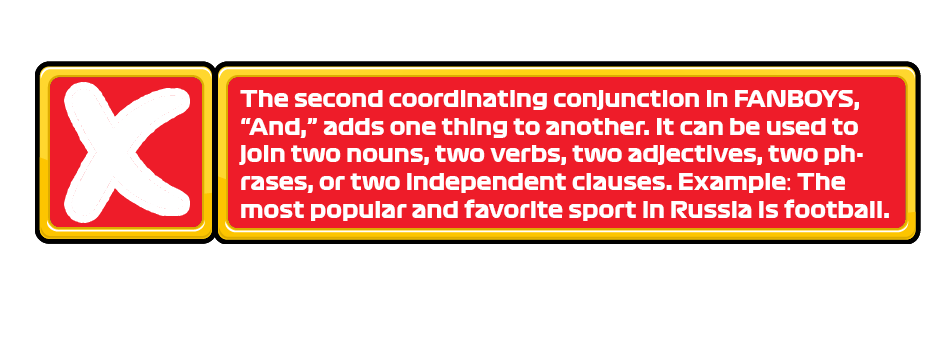 The second coordinating conjunction in FANBOYS,
“And,” adds one thing to another. It can be used to
join two nouns, two verbs, two adjectives, two ph-
rases, or two independent clauses. Example: The
most popular and favorite sport in Russia is football.